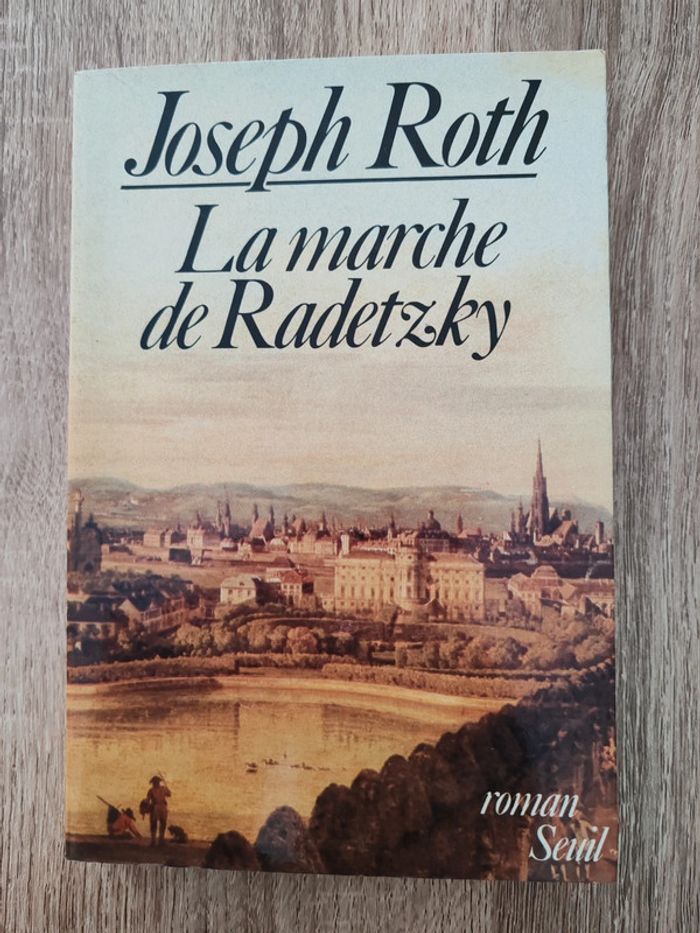 Joseph Roth
La marche
de Radetzky
roman
Seuil